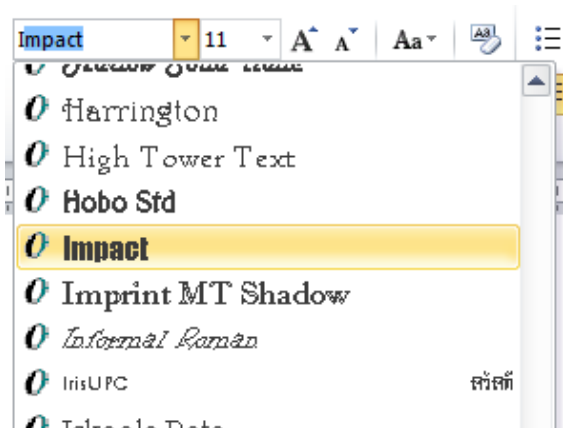 Impact 11 A A Aa Aa
Harrington
High Tower Text
Hobo Std
Impact
Imprint MT Shadow
Informal Roman
IrisUPC สวัสดี